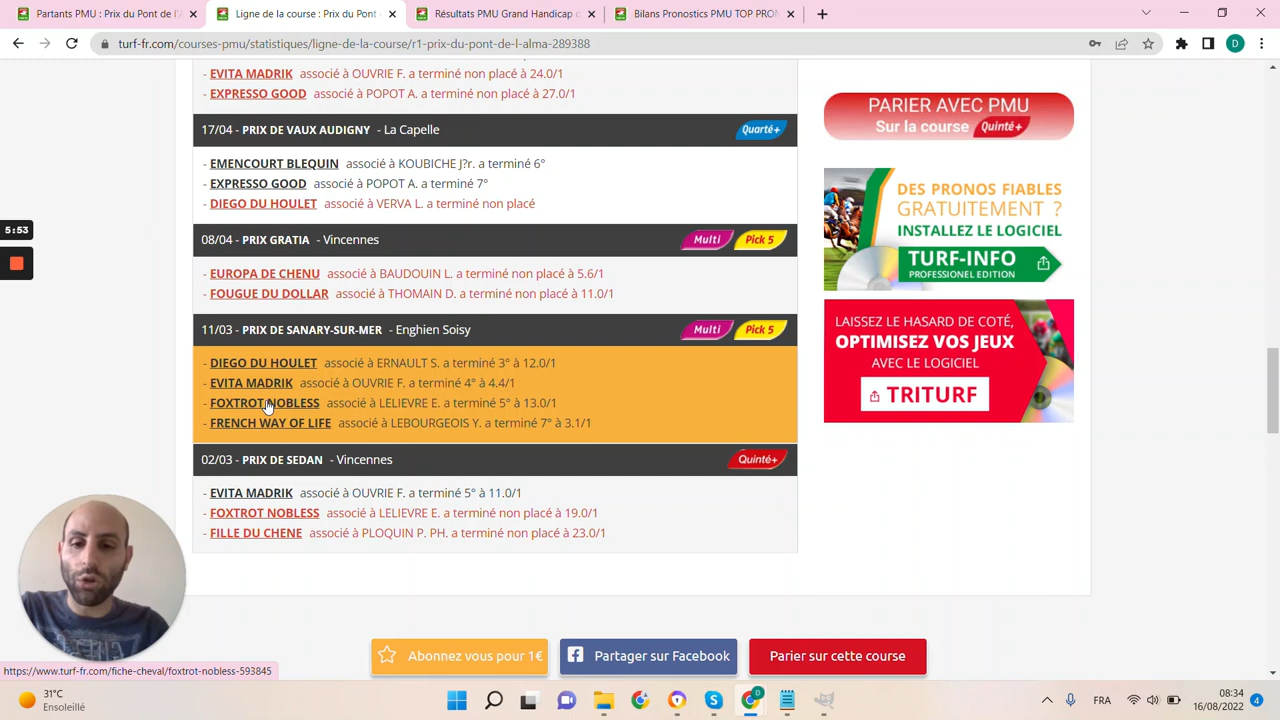 Partants PMU : Prix du Pont de l'A
Ligne de la course : Prix du Pont
Résultats PMU Grand Handicap d
Bilans Pronostics PMU TOP PRON
turf-fr.com/courses-pmu/statistiques/ligne-de-la-course/r1-prix-du-pont-de-l-alma-289388
D
- EVITA MADRIK associé à OUVRIE F. a terminé non placé à 24.0/1
- EXPRESSO GOOD associé à POPOT A. a terminé non placé à 27.0/1
17/04 - PRIX DE VAUX AUDIGNY - La Capelle
Quarté+
- EMENCOURT BLEQUIN associé à KOUBICHE J?r. a terminé 6°
- EXPRESSO GOOD associé à POPOT A. a terminé 7°
- DIEGO DU HOULET associé à VERVA L. a terminé non placé
08/04 - PRIX GRATIA - Vincennes
Multi Pick 5
- EUROPA DE CHENU associé à BAUDOUIN L. a terminé non placé à 5.6/1
- FOUGUE DU DOLLAR associé à THOMAIN D. a terminé non placé à 11.0/1
11/03 - PRIX DE SANARY-SUR-MER - Enghien Soisy
Multi Pick 5
- DIEGO DU HOULET associé à ERNAULT S. a terminé 3° à 12.0/1
- EVITA MADRIK associé à OUVRIE F. a terminé 4° à 4.4/1
- FOXTROT NOBLESS associé à LELIEVRE E. a terminé 5° à 13.0/1
- FRENCH WAY OF LIFE associé à LEBOURGEOIS Y. a terminé 7° à 3.1/1
02/03 - PRIX DE SEDAN - Vincennes
Quinté+
- EVITA MADRIK associé à OUVRIE F. a terminé 5° à 11.0/1
- FOXTROT NOBLESS associé à LELIEVRE E. a terminé non placé à 19.0/1
- FILLE DU CHENE associé à PLOQUIN P. PH. a terminé non placé à 23.0/1
PARIER AVEC PMU
Sur la course Quinté+
DES PRONOS FIABLES
GRATUITEMENT ?
INSTALLEZ LE LOGICIEL
TURF-INFO
PROFESSIONEL EDITION
LAISSEZ LE HASARD DE COTÉ,
OPTIMISEZ VOS JEUX
AVEC LE LOGICIEL
TRITURF
5:53
Abonnez vous pour 1€
Partager sur Facebook
Parier sur cette course
https://www.turf-fr.com/fiche-cheval/foxtrot-nobless-593845
31°C
Ensoleillé
D
FRA
08:34
16/08/2022
4